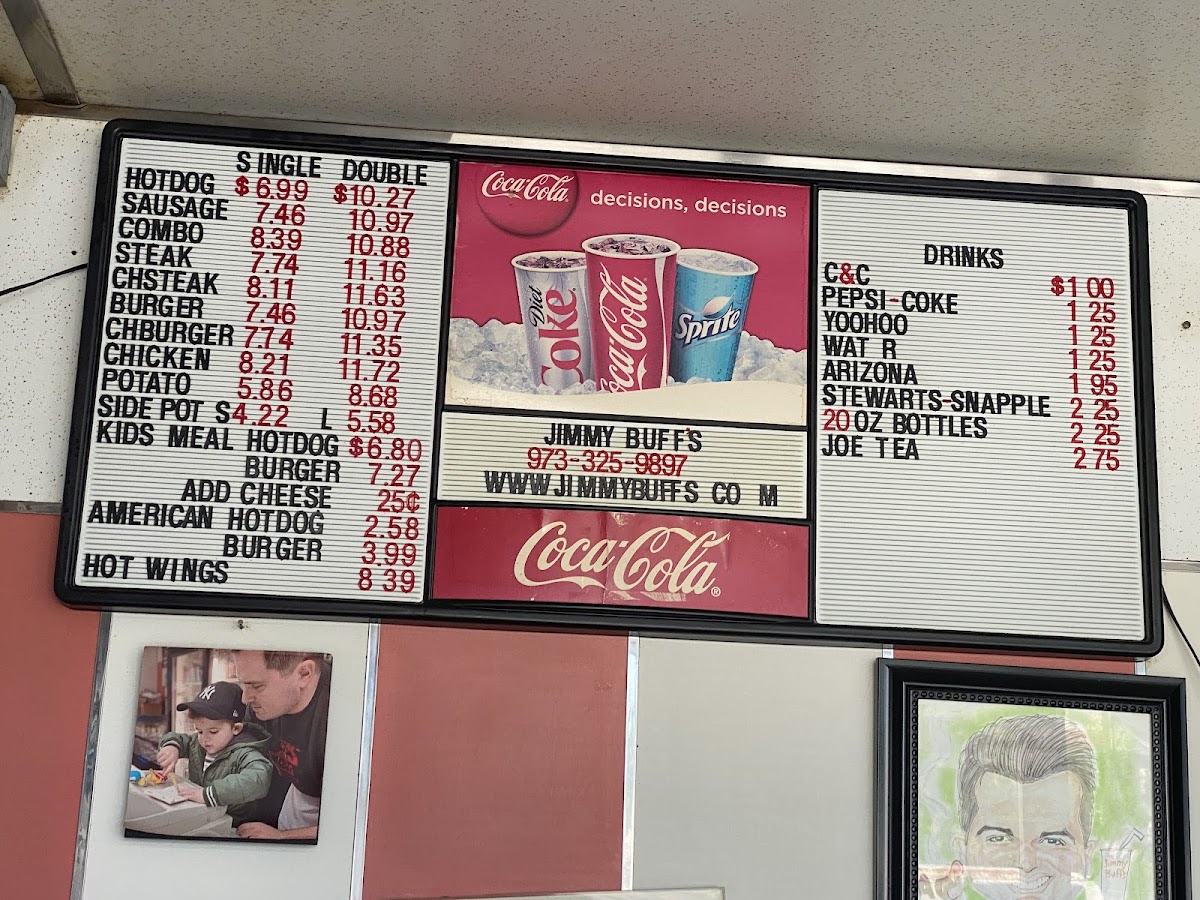 SINGLE DOUBLE
HOTDOG $6.99 $10.27
SAUSAGE 7.46 10.97
COMBO 8.39 10.88
STEAK 7.74 11.16
CHSTEAK 8.11 11.63
BURGER 7.46 10.97
CHBURGER 7.74 11.35
CHICKEN 8.21 11.72
POTATO 5.86 8.68
SIDE POT S 4.22 L 5.58
KIDS MEAL HOTDOG $6.80
BURGER 7.27
ADD CHEESE 25¢
AMERICAN HOTDOG 2.58
BURGER 3.99
HOT WINGS 8 39
Coca-Cola decisions, decisions
Diet Coke
Coca-Cola
Sprite
JIMMY BUFF'S
973-325-9897
WWW JIMMYBUFFS CO M
Coca-Cola®
DRINKS
C&C $1 00
PEPSI-COKE 1 25
YOOHOO 1 25
WAT R 1 25
ARIZONA 1 95
STEWARTS-SNAPPLE 2 25
20 OZ BOTTLES 2 25
JOE TEA 2 75
NY
Jimmy
Buffs